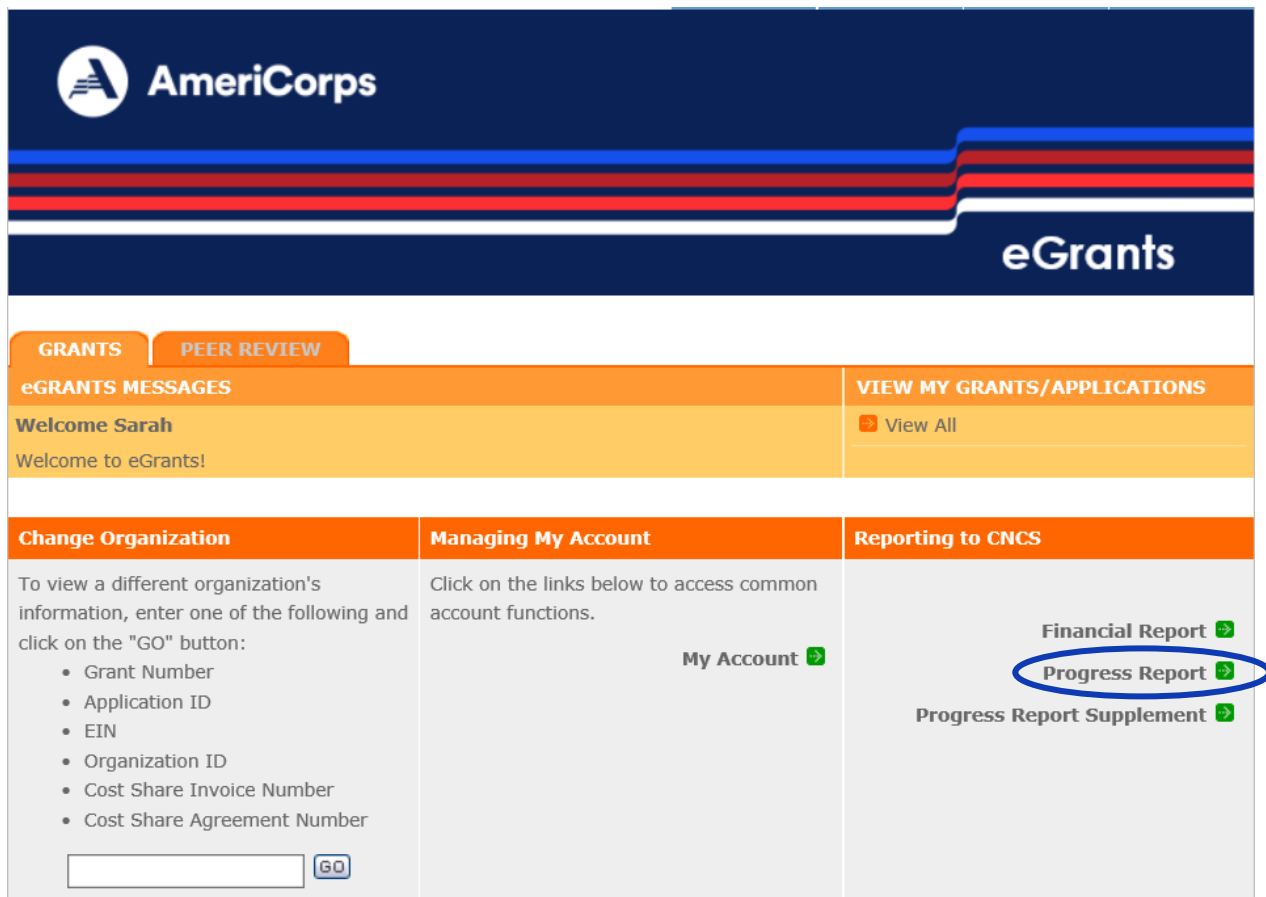 AmeriCorps
eGrants
GRANTS
PEER REVIEW
eGRANTS MESSAGES
VIEW MY GRANTS/APPLICATIONS
Welcome Sarah
View All
Welcome to eGrants!
Change Organization
To view a different organization's
information, enter one of the following and
click on the "GO" button:
• Grant Number
• Application ID
• EIN
• Organization ID
• Cost Share Invoice Number
• Cost Share Agreement Number
GO
Managing My Account
Click on the links below to access common
account functions.
My Account
Reporting to CNCS
Financial Report
Progress Report
Progress Report Supplement